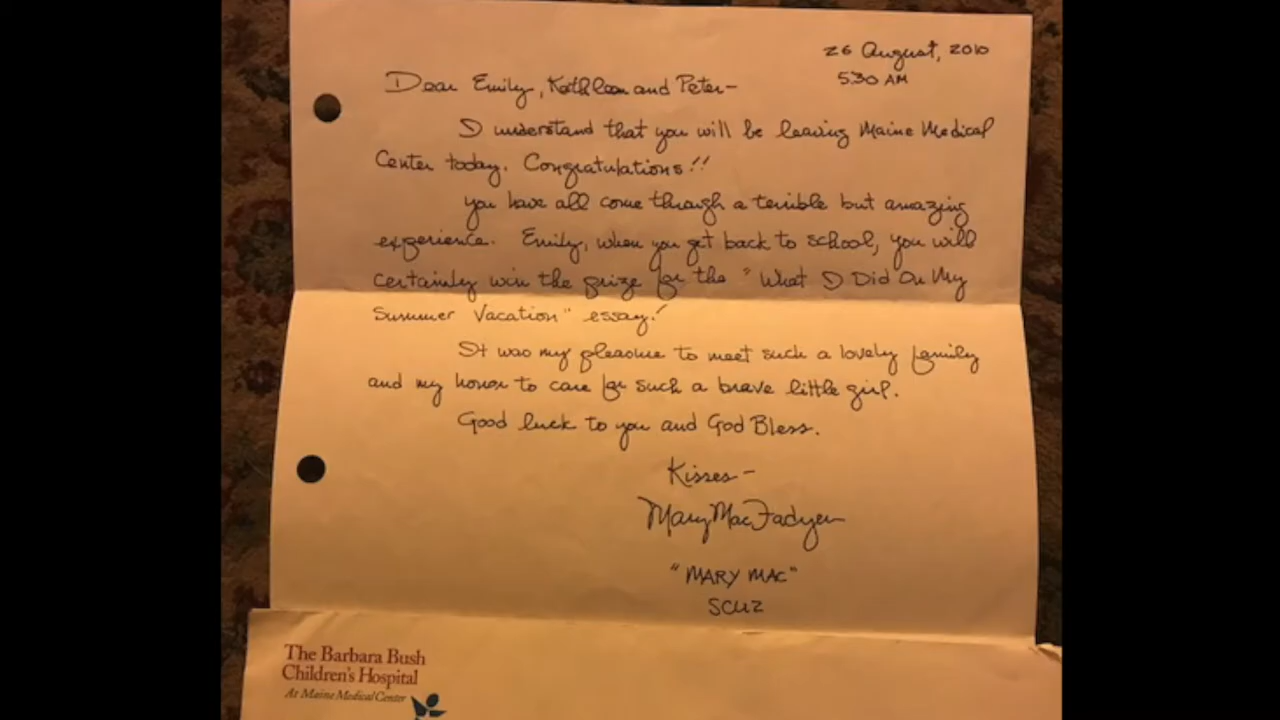 26 August, 2010
5:30 AM
Dear Emily, Kathleen and Peter-
I understand that you will be leaving Maine Medical
Center today. Congratulations!!
You have all come through a terrible but amazing
experience. Emily, when you get back to school, you will
certainly win the prize for the "What I Did On My
Summer Vacation" essay!
It was my pleasure to meet such a lovely family
and my honor to care for such a brave little girl.
Good luck to you and God Bless.
Kisses-
Mary MacFadyen
"MARY MAC"
SCU2
The Barbara Bush
Children's Hospital
At Maine Medical Center